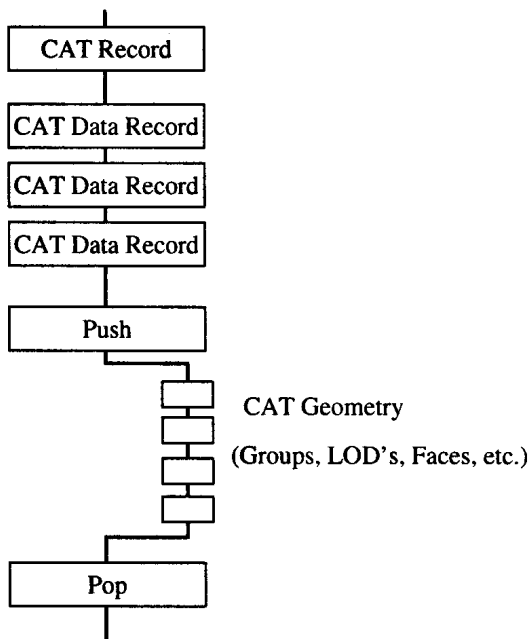 CAT Record
CAT Data Record
CAT Data Record
CAT Data Record
Push
CAT Geometry
(Groups, LOD's, Faces, etc.)
Pop